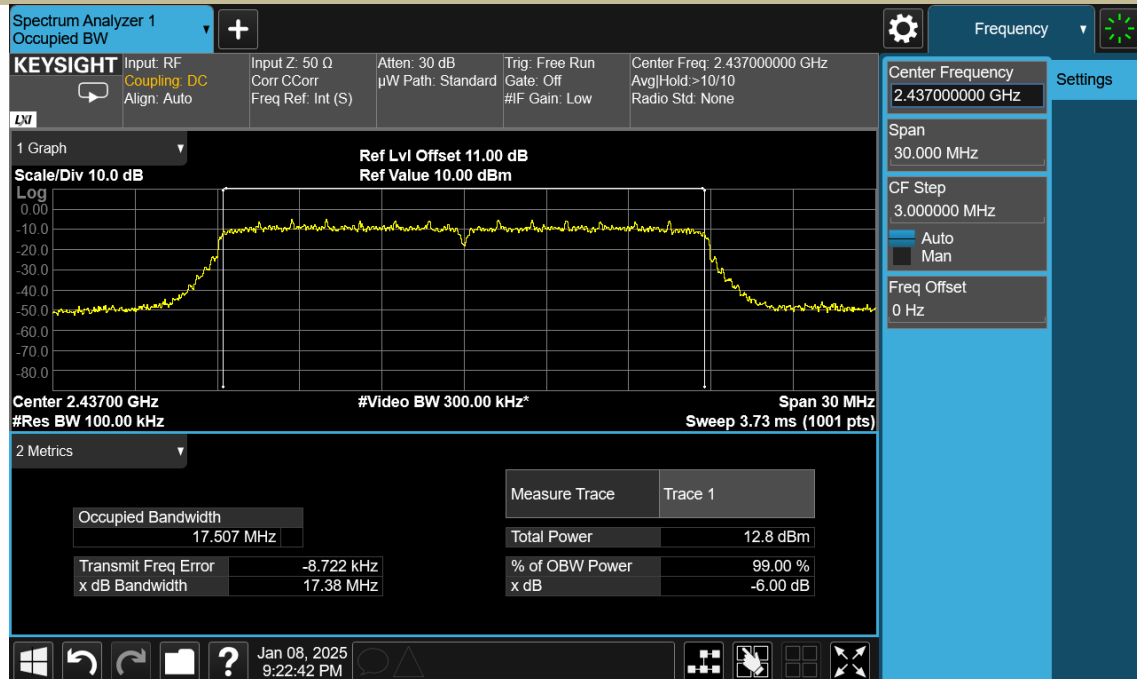 Spectrum Analyzer 1
Occupied BW
+
Frequency
KEYSIGHT
LXI
Input: RF
Coupling: DC
Align: Auto
Input Z: 50 Ω
Corr CCorr
Freq Ref: Int (S)
Atten: 30 dB
µW Path: Standard
Trig: Free Run
Gate: Off
#IF Gain: Low
Center Freq: 2.437000000 GHz
Avg|Hold:>10/10
Radio Std: None
Center Frequency
2.437000000 GHz
Settings
Span
30.000 MHz
CF Step
3.000000 MHz
Auto
Man
Freq Offset
0 Hz
1 Graph
Scale/Div 10.0 dB
Ref Lvl Offset 11.00 dB
Ref Value 10.00 dBm
Log
0.00
-10.0
-20.0
-30.0
-40.0
-50.0
-60.0
-70.0
-80.0
Center 2.43700 GHz
#Video BW 300.00 kHz*
Span 30 MHz
#Res BW 100.00 kHz
Sweep 3.73 ms (1001 pts)
2 Metrics
Measure Trace Trace 1
Occupied Bandwidth
17.507 MHz
Total Power 12.8 dBm
Transmit Freq Error -8.722 kHz
% of OBW Power 99.00 %
x dB Bandwidth 17.38 MHz
x dB -6.00 dB
?
Jan 08, 2025
9:22:42 PM